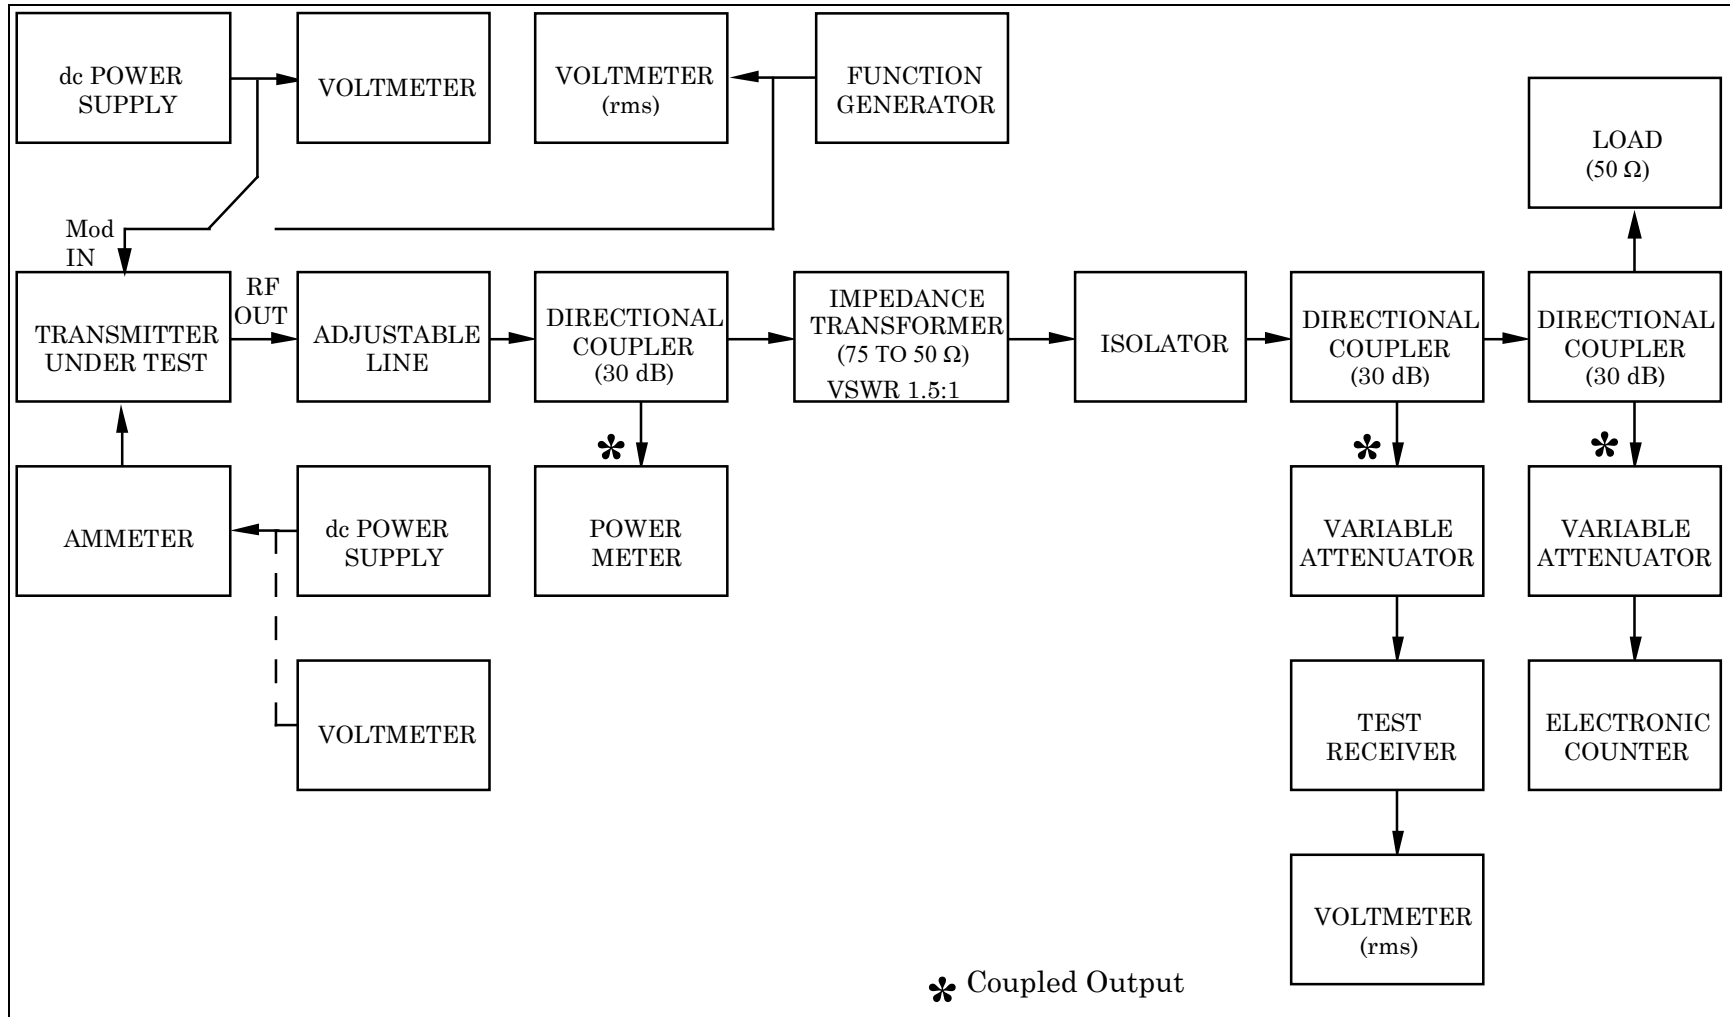 dc POWER
SUPPLY
VOLTMETER
VOLTMETER
(rms)
FUNCTION
GENERATOR
LOAD
(50 Ω)
Mod
IN
TRANSMITTER
UNDER TEST
RF
OUT
ADJUSTABLE
LINE
DIRECTIONAL
COUPLER
(30 dB)
IMPEDANCE
TRANSFORMER
(75 TO 50 Ω)
VSWR 1.5:1
ISOLATOR
DIRECTIONAL
COUPLER
(30 dB)
DIRECTIONAL
COUPLER
(30 dB)
*
*
*
AMMETER
dc POWER
SUPPLY
POWER
METER
VARIABLE
ATTENUATOR
VARIABLE
ATTENUATOR
VOLTMETER
TEST
RECEIVER
ELECTRONIC
COUNTER
VOLTMETER
(rms)
* Coupled Output